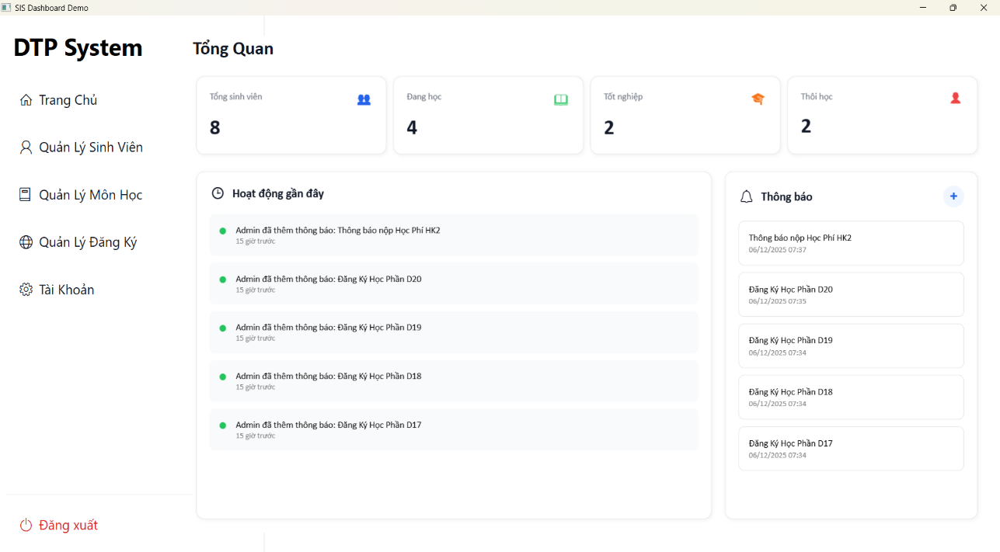 SIS Dashboard Demo
DTP System
Trang Chủ
Quản Lý Sinh Viên
Quản Lý Môn Học
Quản Lý Đăng Ký
Tài Khoản
Đăng xuất
Tổng Quan
Tổng sinh viên
8
Đang học
4
Tốt nghiệp
2
Thôi học
2
Hoạt động gần đây
Admin đã thêm thông báo: Thông báo nộp Học Phí HK2
15 giờ trước
Admin đã thêm thông báo: Đăng Ký Học Phần D20
15 giờ trước
Admin đã thêm thông báo: Đăng Ký Học Phần D19
15 giờ trước
Admin đã thêm thông báo: Đăng Ký Học Phần D18
15 giờ trước
Admin đã thêm thông báo: Đăng Ký Học Phần D17
15 giờ trước
Thông báo
+
Thông báo nộp Học Phí HK2
06/12/2025 07:37
Đăng Ký Học Phần D20
06/12/2025 07:35
Đăng Ký Học Phần D19
06/12/2025 07:34
Đăng Ký Học Phần D18
06/12/2025 07:34
Đăng Ký Học Phần D17
06/12/2025 07:34